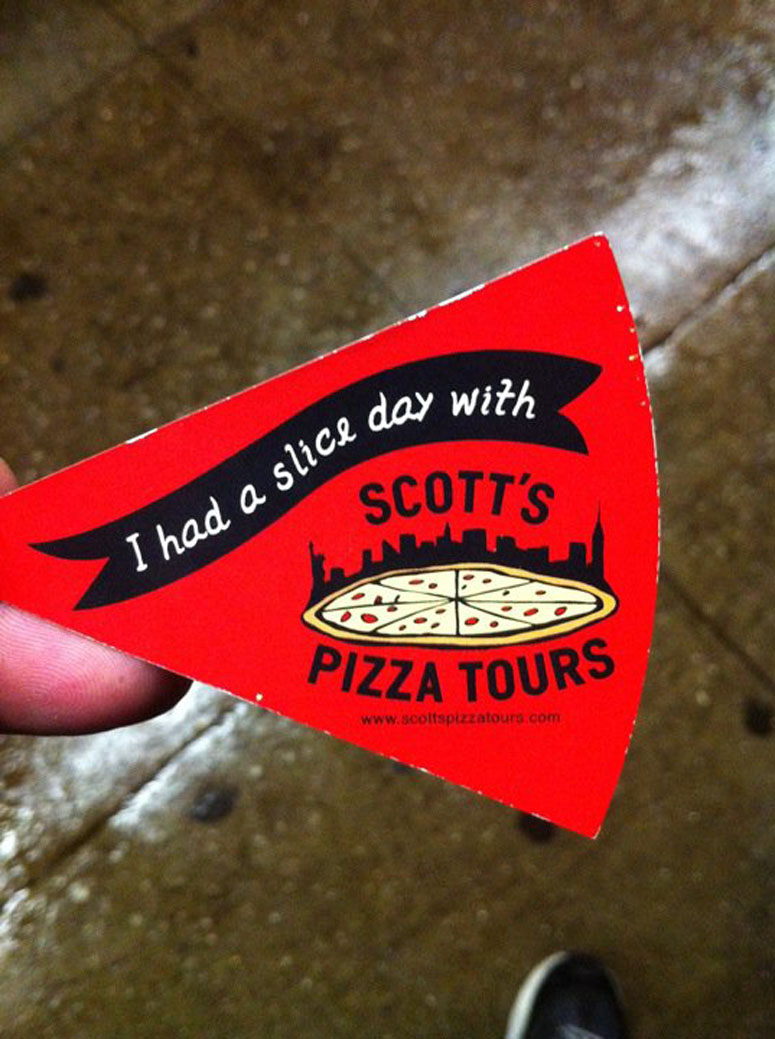 I had a slice day with
SCOTT'S
PIZZA TOURS
www.scottspizzatours.com